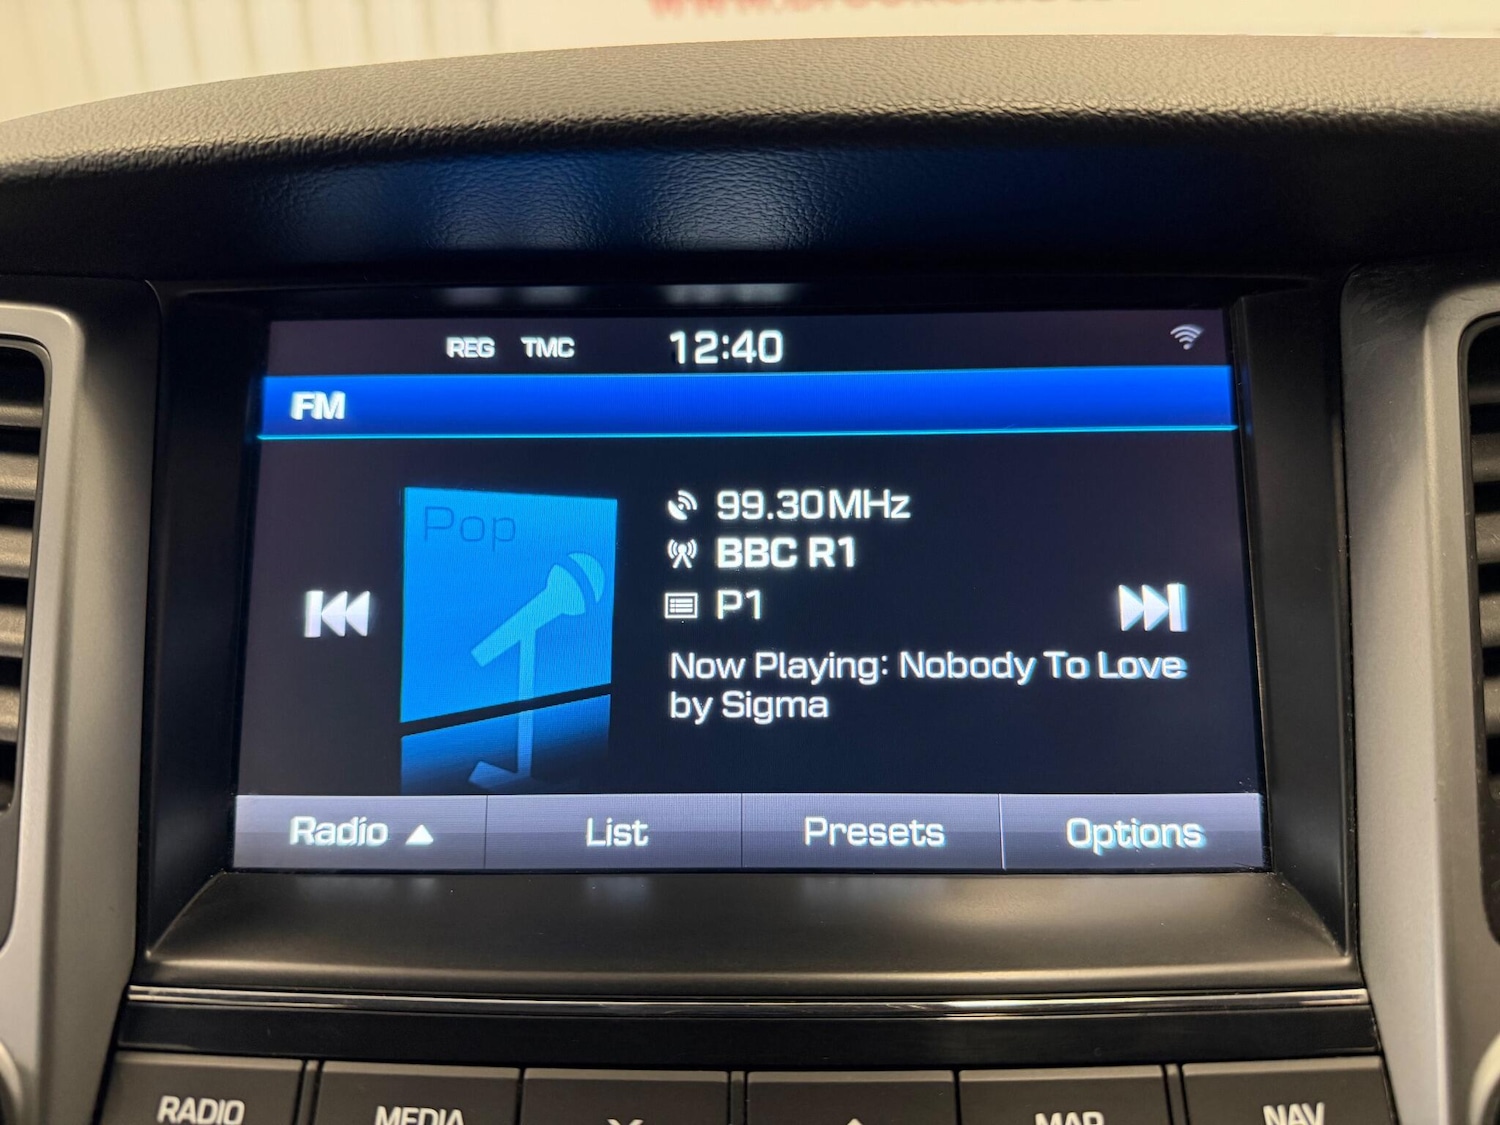 REG TMC 12:40
FM
Pop
99.30MHz
BBC R1
P1
Now Playing: Nobody To Love
by Sigma
Radio ▲ List Presets Options
RADIO MEDIA MAP NAV